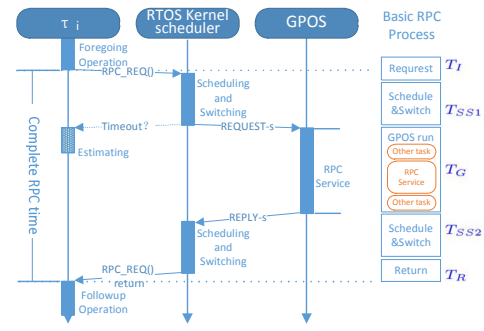 τ i
RTOS Kernel
scheduler
GPOS
Basic RPC
Process
Foregoing
Operation
RPC_REQ()
Requrest
T_I
Scheduling
and
Switching
Schedule
&Switch
T_SS1
Timeout?
REQUEST-s
Estimating
GPOS run
Other task
RPC
Service
Other task
T_G
RPC
Service
Complete RPC time
REPLY-s
Scheduling
and
Switching
Schedule
&Switch
T_SS2
RPC_REQ()
return
Return
T_R
Followup
Operation